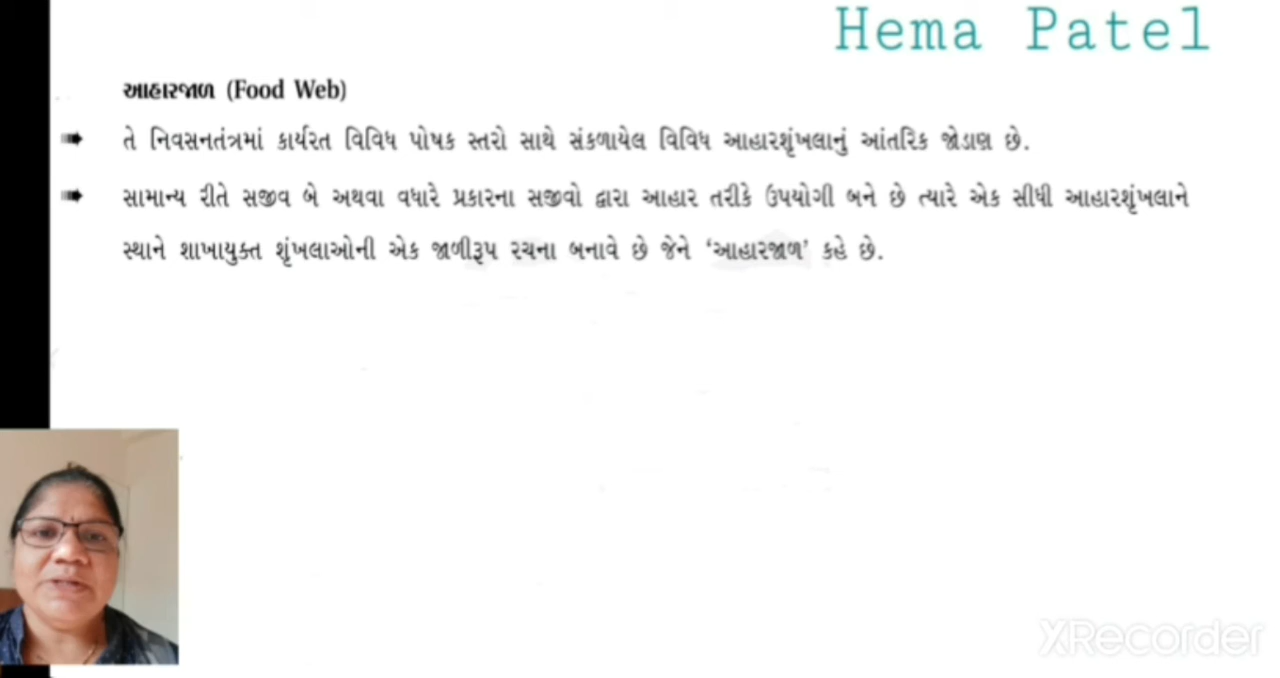 Hema Patel
આહારજાળ (Food Web)
તે નિવસનતંત્રમાં કાર્યરત વિવિધ પોષક સ્તરો સાથે સંકળાયેલ વિવિધ આહારશૃંખલાનું આંતરિક જોડાણ છે.
સામાન્ય રીતે સજીવ બે અથવા વધારે પ્રકારના સજીવો દ્વારા આહાર તરીકે ઉપયોગી બને છે ત્યારે એક સીધી આહારશૃંખલાને
સ્થાને શાખાયુક્ત શૃંખલાઓની એક જાળીરૂપ રચના બનાવે છે જેને ‘આહારજાળ’ કહે છે.
XRecorder